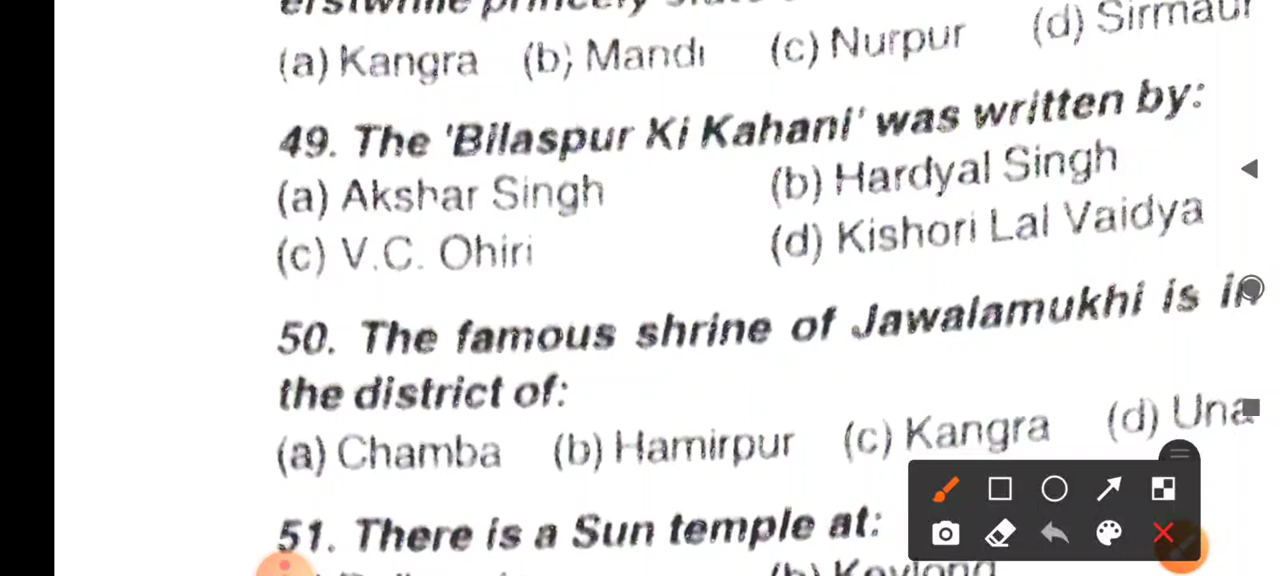 (a) Kangra (b) Mandi (c) Nurpur (d) Sirmaur
49. The 'Bilaspur Ki Kahani' was written by:
(a) Akshar Singh (b) Hardyal Singh
(c) V.C. Ohiri (d) Kishori Lal Vaidya
50. The famous shrine of Jawalamukhi is in
the district of:
(a) Chamba (b) Hamirpur (c) Kangra (d) Una
51. There is a Sun temple at: